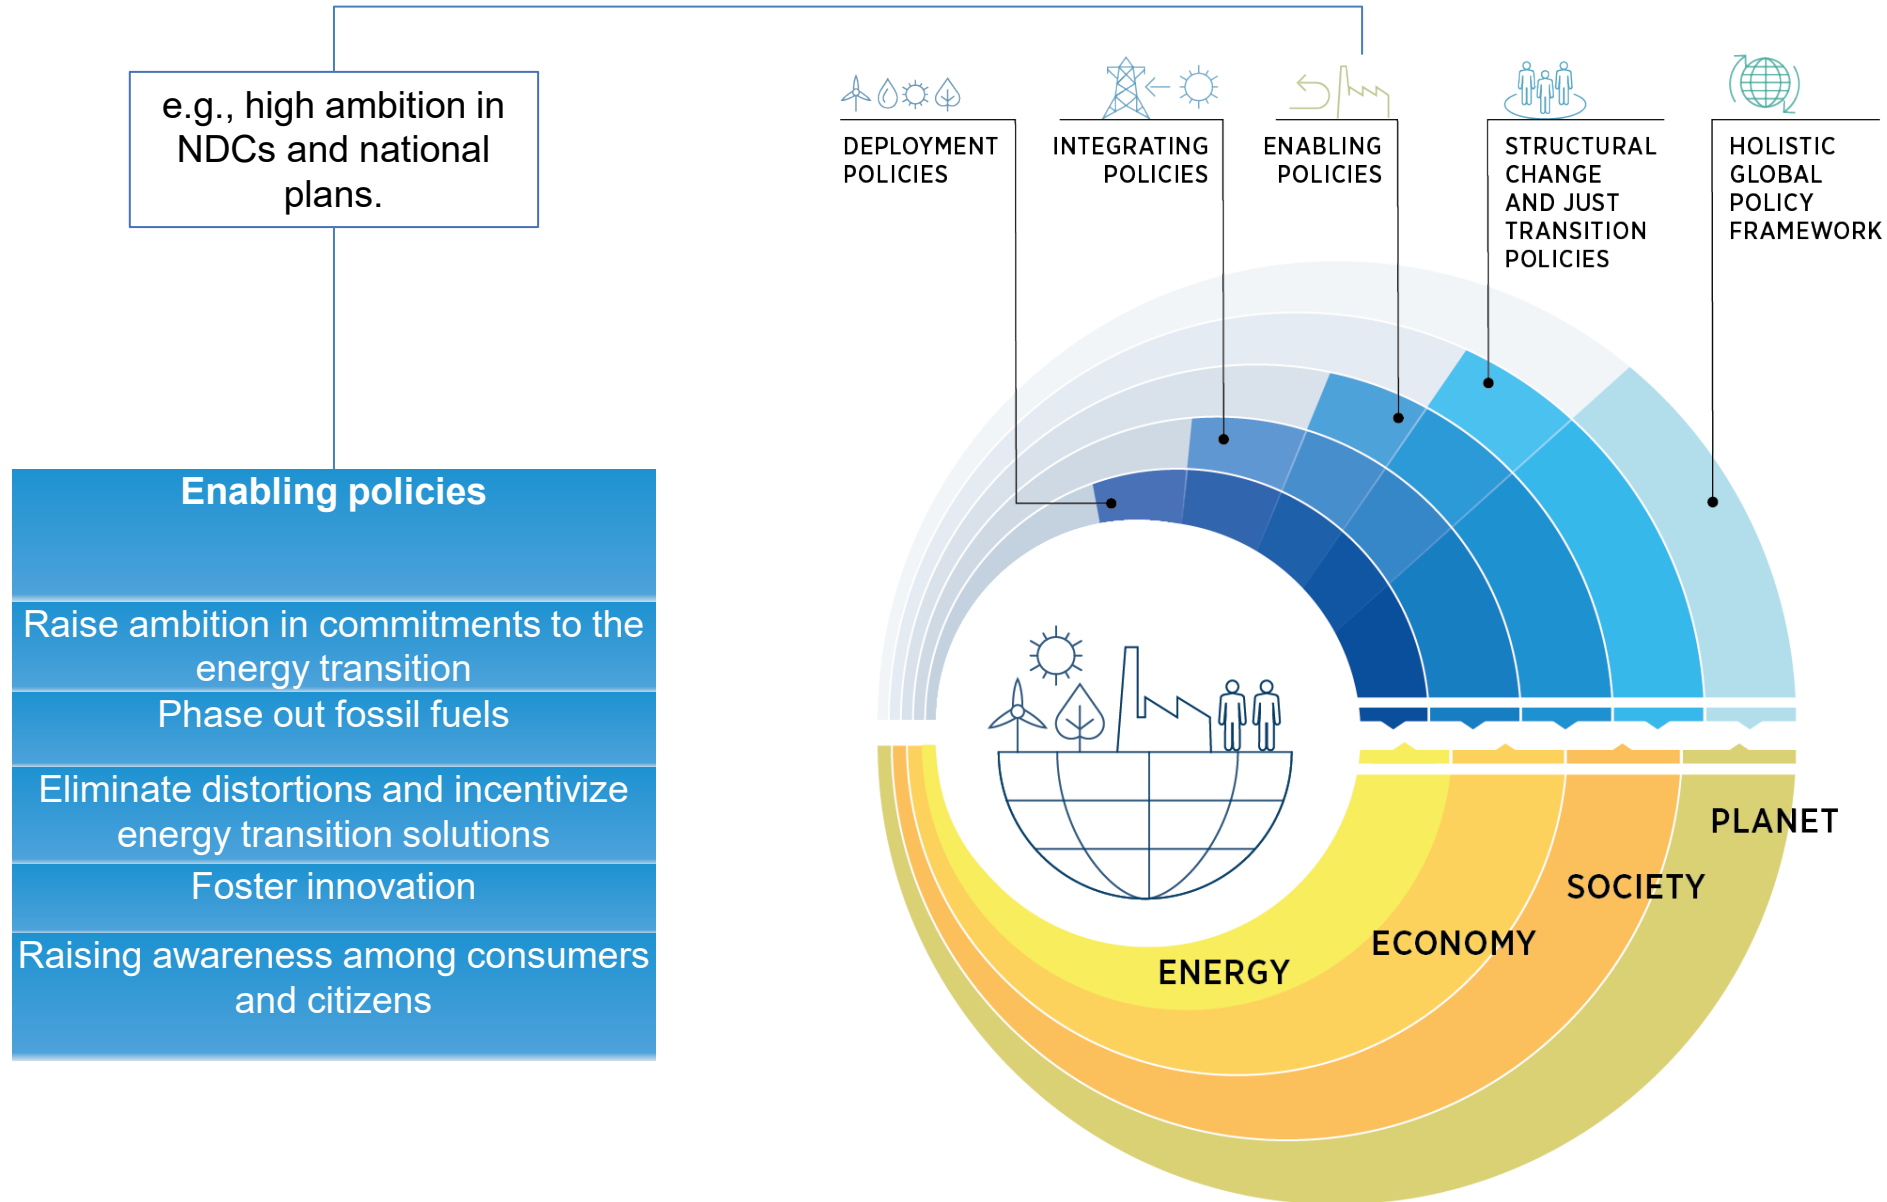 e.g., high ambition in
NDCs and national
plans.
Enabling policies
Raise ambition in commitments to the
energy transition
Phase out fossil fuels
Eliminate distortions and incentivize
energy transition solutions
Foster innovation
Raising awareness among consumers
and citizens
DEPLOYMENT
POLICIES
INTEGRATING
POLICIES
ENABLING
POLICIES
STRUCTURAL
CHANGE
AND JUST
TRANSITION
POLICIES
HOLISTIC
GLOBAL
POLICY
FRAMEWORK
PLANET
SOCIETY
ECONOMY
ENERGY